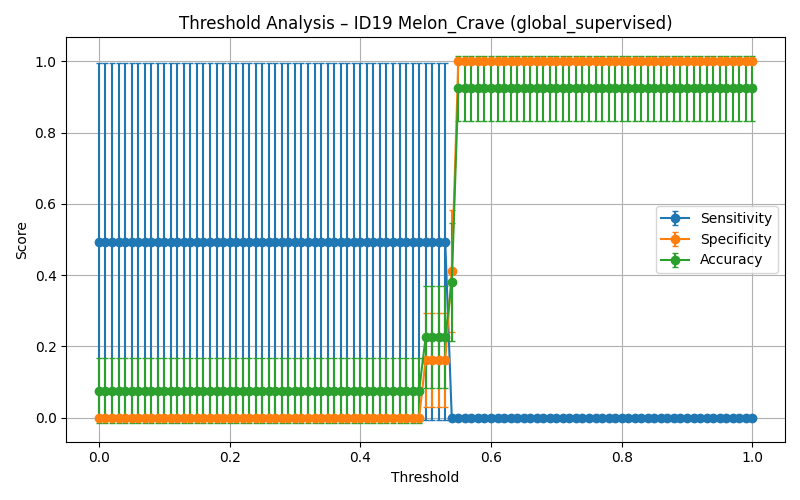 Threshold Analysis – ID19 Melon_Crave (global_supervised)
1.0
0.8
0.6
0.4
0.2
0.0
Score
Sensitivity
Specificity
Accuracy
0.0 0.2 0.4 0.6 0.8 1.0
Threshold